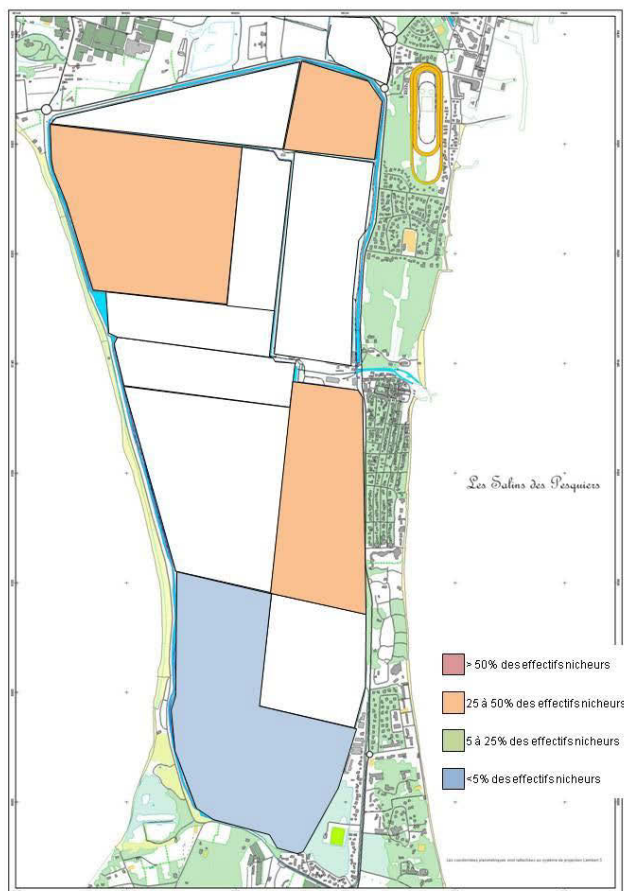 Les Salins des Pesquiers
> 50% des effectifs nicheurs
25 à 50% des effectifs nicheurs
5 à 25% des effectifs nicheurs
<5% des effectifs nicheurs